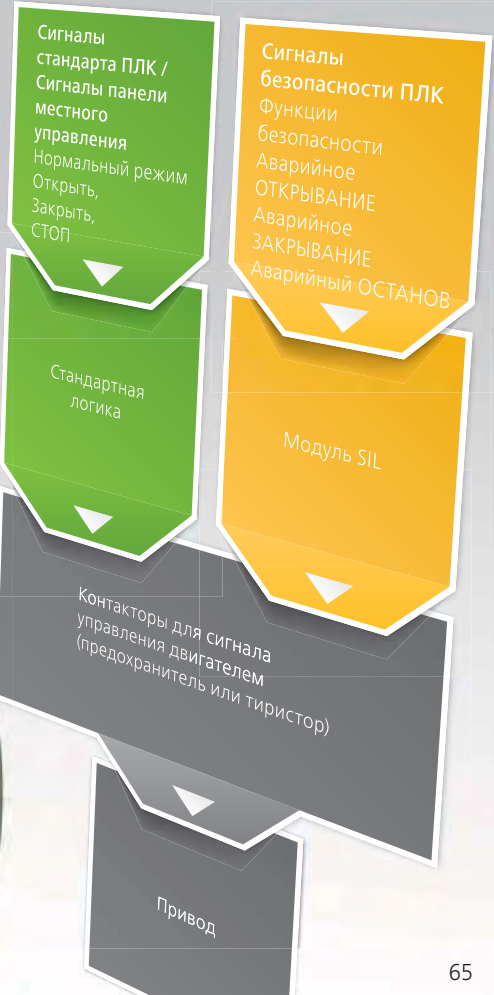 Сигналы
стандарта ПЛК /
Сигналы панели
местного
управления
Нормальный режим
Открыть,
Закрыть,
СТОП
Сигналы
безопасности ПЛК
Функции
безопасности
Аварийное
ОТКРЫВАНИЕ
Аварийное
ЗАКРЫВАНИЕ
Аварийный ОСТАНОВ
Стандартная
логика
Модуль SIL
Контакторы для сигнала
управления двигателем
(предохранитель или тиристор)
Привод
65